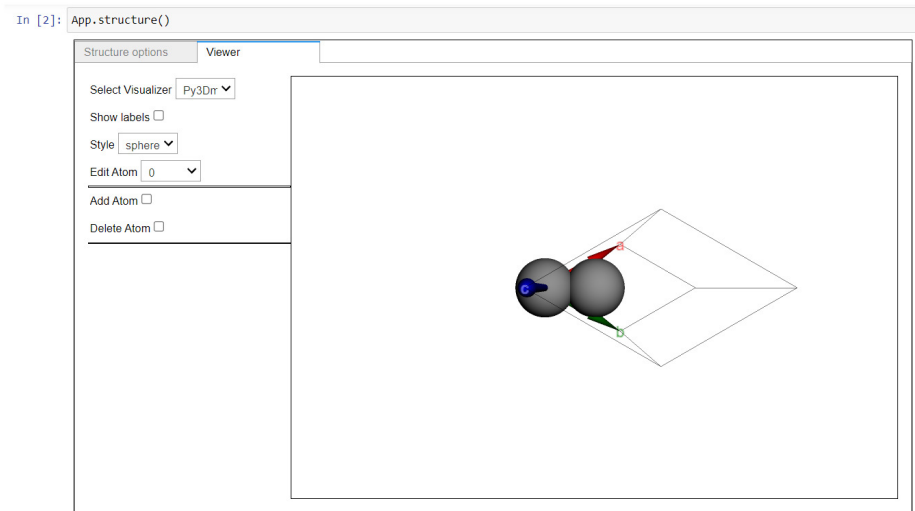 In [2]: App.structure()
Structure options
Viewer
Select Visualizer Py3Dm
Show labels
Style sphere
Edit Atom 0
Add Atom
Delete Atom
a
c
b